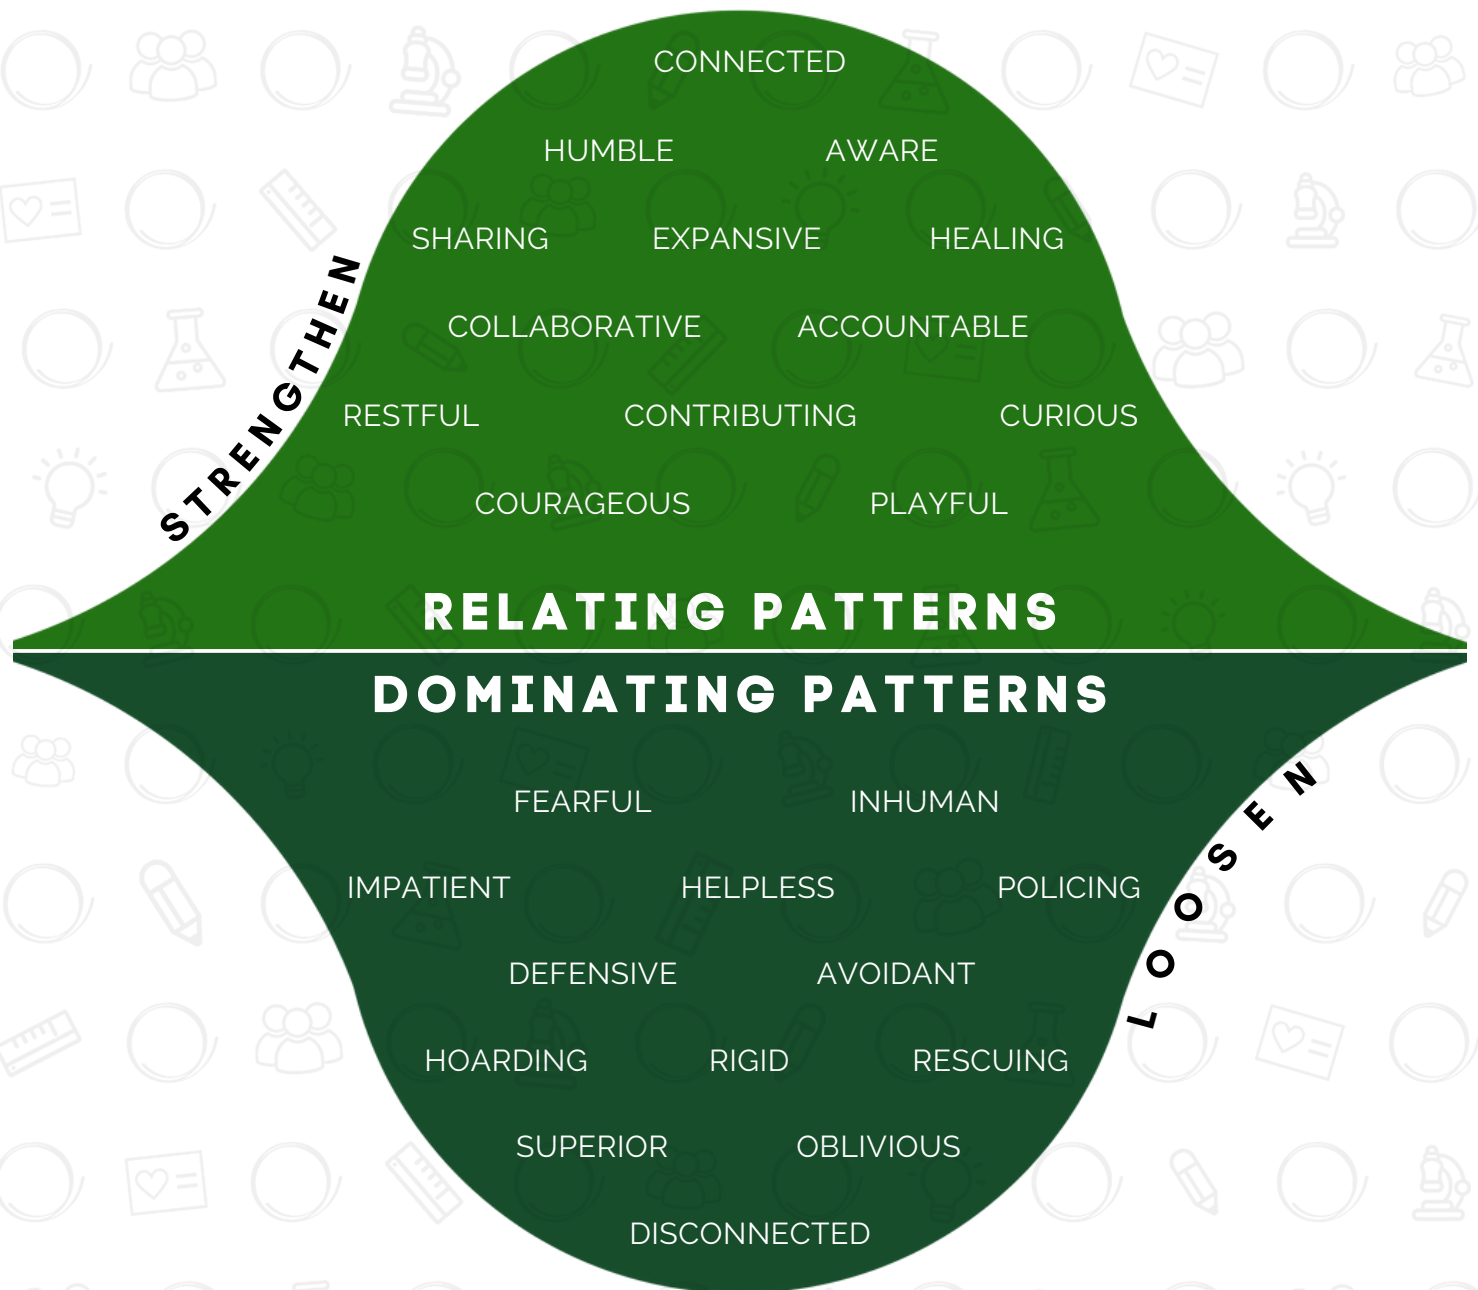 CONNECTED
HUMBLE AWARE
SHARING EXPANSIVE HEALING
STRENGTHEN
COLLABORATIVE ACCOUNTABLE
RESTFUL CONTRIBUTING CURIOUS
COURAGEOUS PLAYFUL
RELATING PATTERNS
DOMINATING PATTERNS
FEARFUL INHUMAN
LOOSEN
IMPATIENT HELPLESS POLICING
DEFENSIVE AVOIDANT
HOARDING RIGID RESCUING
SUPERIOR OBLIVIOUS
DISCONNECTED